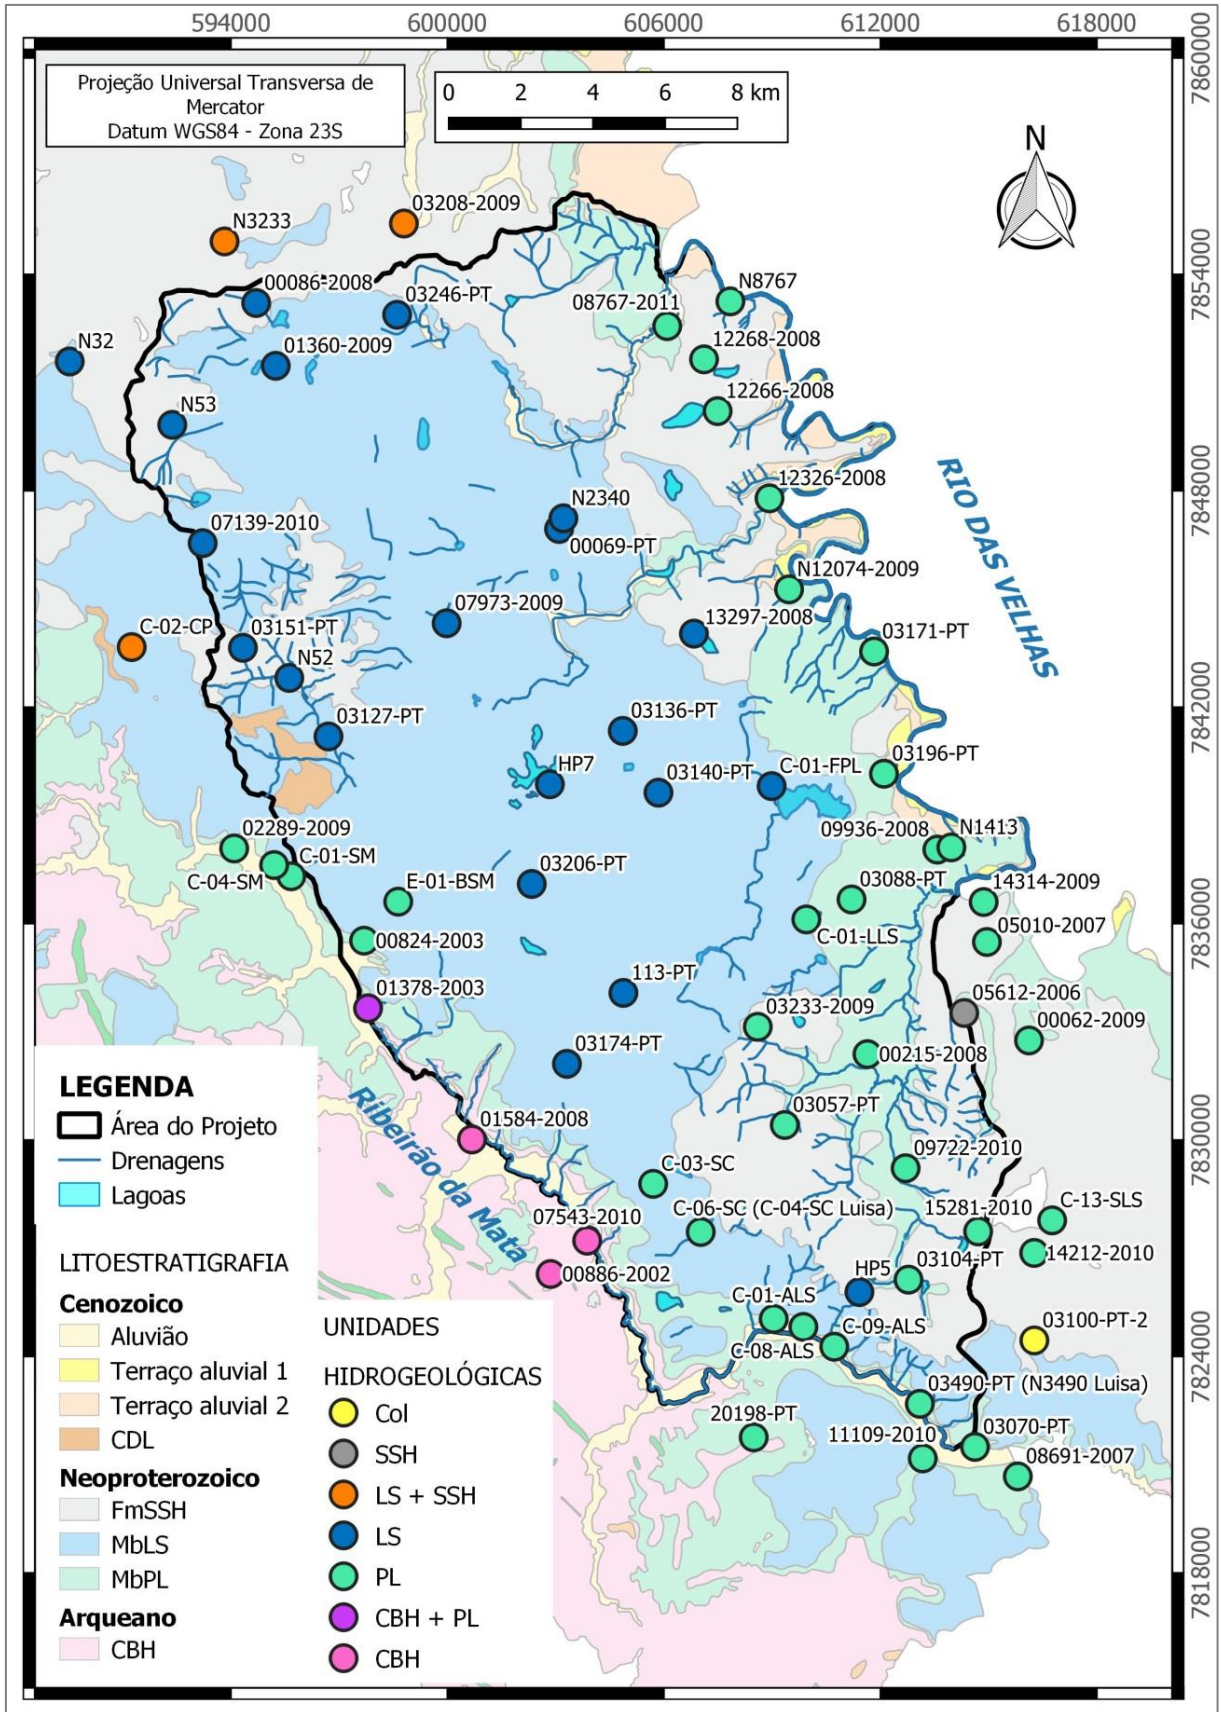 594000
600000
606000
612000
618000
Projeção Universal Transversa de
Mercator
Datum WGS84 - Zona 23S
0 2 4 6 8 km
N
7860000
7854000
7848000
7842000
7836000
7830000
7824000
7818000
03208-2009
N3233
00086-2008
03246-PT
N8767
08767-2011
N32
01360-2009
12268-2008
12266-2008
N53
RIO DAS VELHAS
12326-2008
N2340
07139-2010
00069-PT
N12074-2009
07973-2009
13297-2008
C-02-CP
03151-PT
03171-PT
N52
03127-PT
03136-PT
HP7
03140-PT
C-01-FPL
03196-PT
02289-2009
09936-2008
N1413
C-01-SM
C-04-SM
E-01-BSM
03206-PT
03088-PT
14314-2009
C-01-LLS
05010-2007
00824-2003
113-PT
01378-2003
05612-2006
03233-2009
00062-2009
00215-2008
03174-PT
03057-PT
01584-2008
Ribeirão da Mata
09722-2010
C-03-SC
C-06-SC (C-04-SC Luisa)
15281-2010
C-13-SLS
07543-2010
14212-2010
00886-2002
HP5
03104-PT
C-01-ALS
C-09-ALS
C-08-ALS
03100-PT-2
03490-PT (N3490 Luisa)
20198-PT
11109-2010
03070-PT
08691-2007
LEGENDA
Área do Projeto
Drenagens
Lagoas
LITOESTRATIGRAFIA
Cenozoico
Aluvião
Terraço aluvial 1
Terraço aluvial 2
CDL
Neoproterozoico
FmSSH
MbLS
MbPL
Arqueano
CBH
UNIDADES
HIDROGEOLÓGICAS
Col
SSH
LS + SSH
LS
PL
CBH + PL
CBH